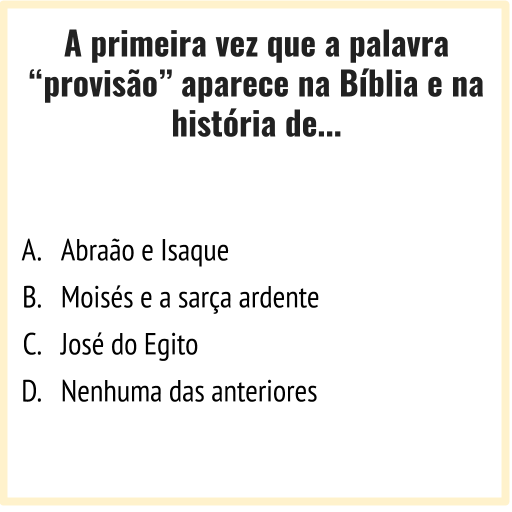 A primeira vez que a palavra
“provisão” aparece na Bíblia e na
história de...
A. Abraão e Isaque
B. Moisés e a sarça ardente
C. José do Egito
D. Nenhuma das anteriores